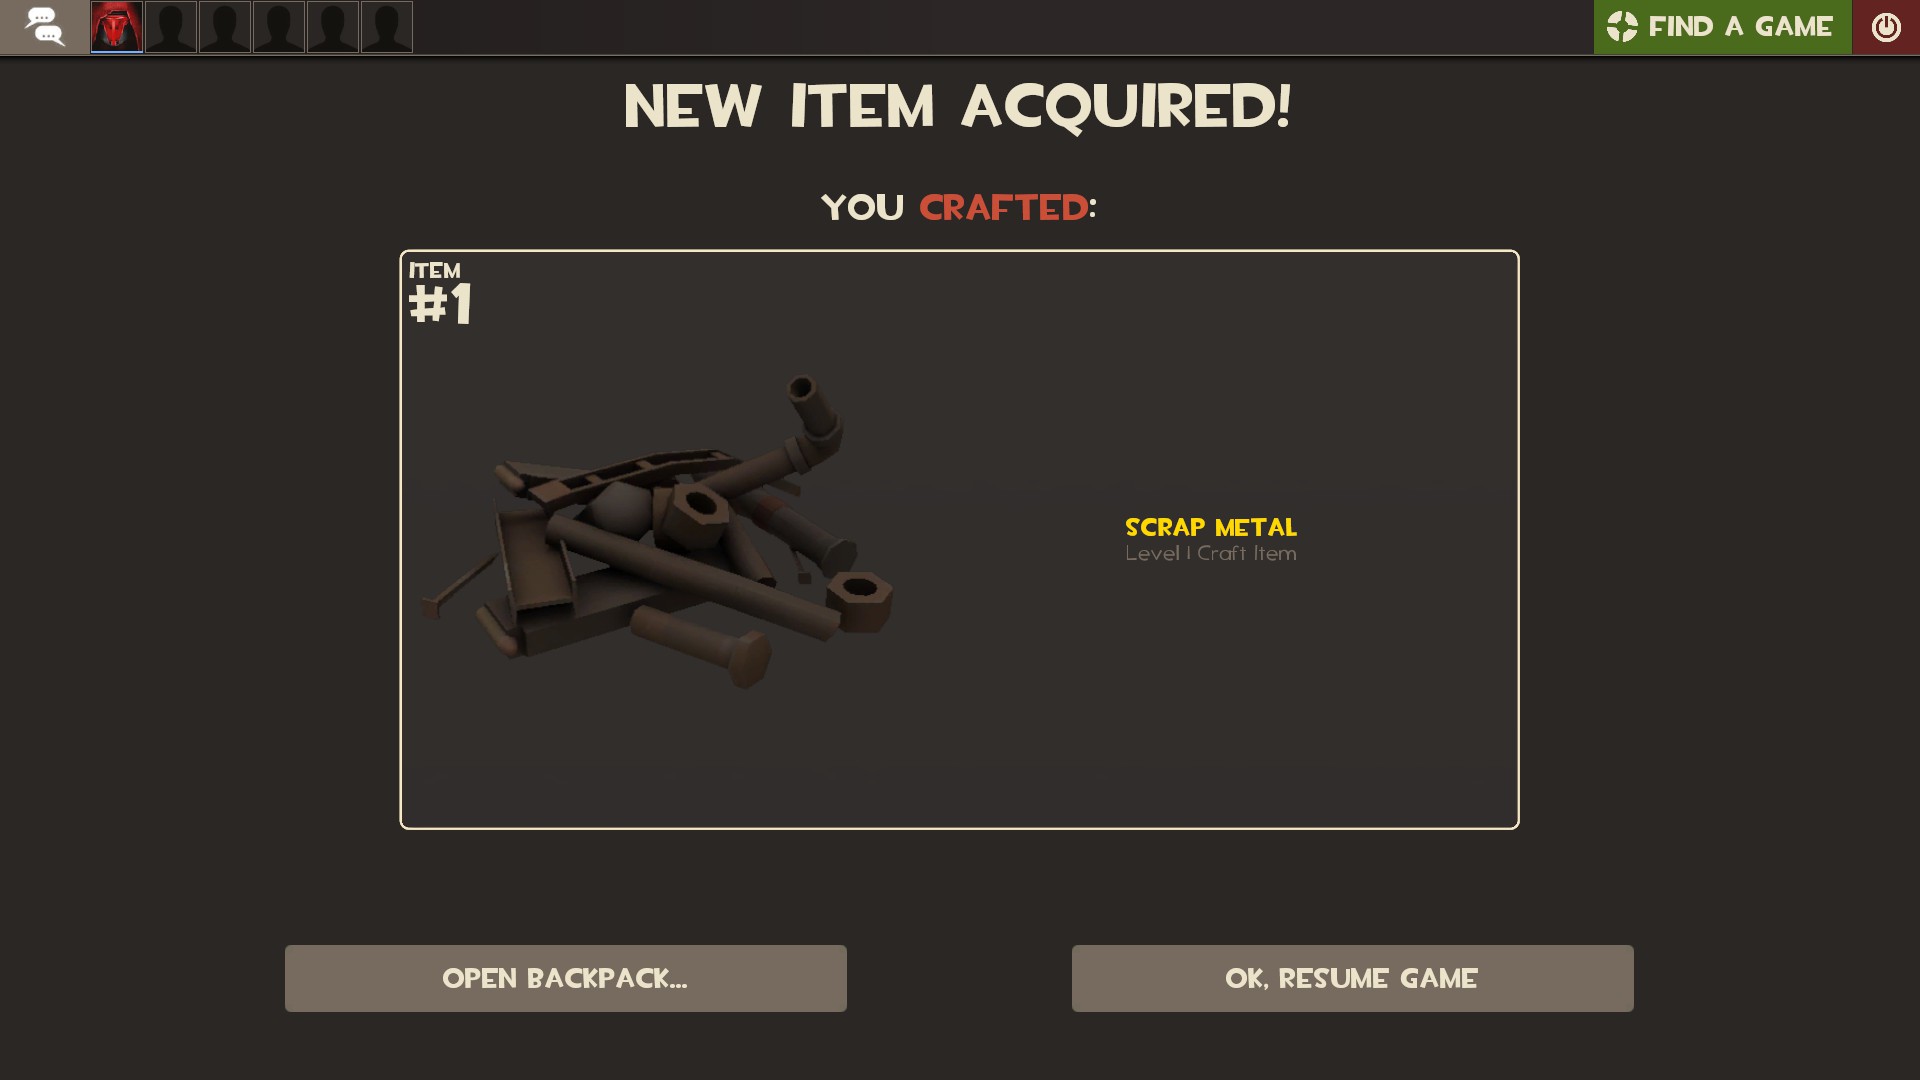 FIND A GAME
NEW ITEM ACQUIRED!
YOU CRAFTED:
ITEM
#1
SCRAP METAL
Level 1 Craft Item
OPEN BACKPACK...
OK, RESUME GAME